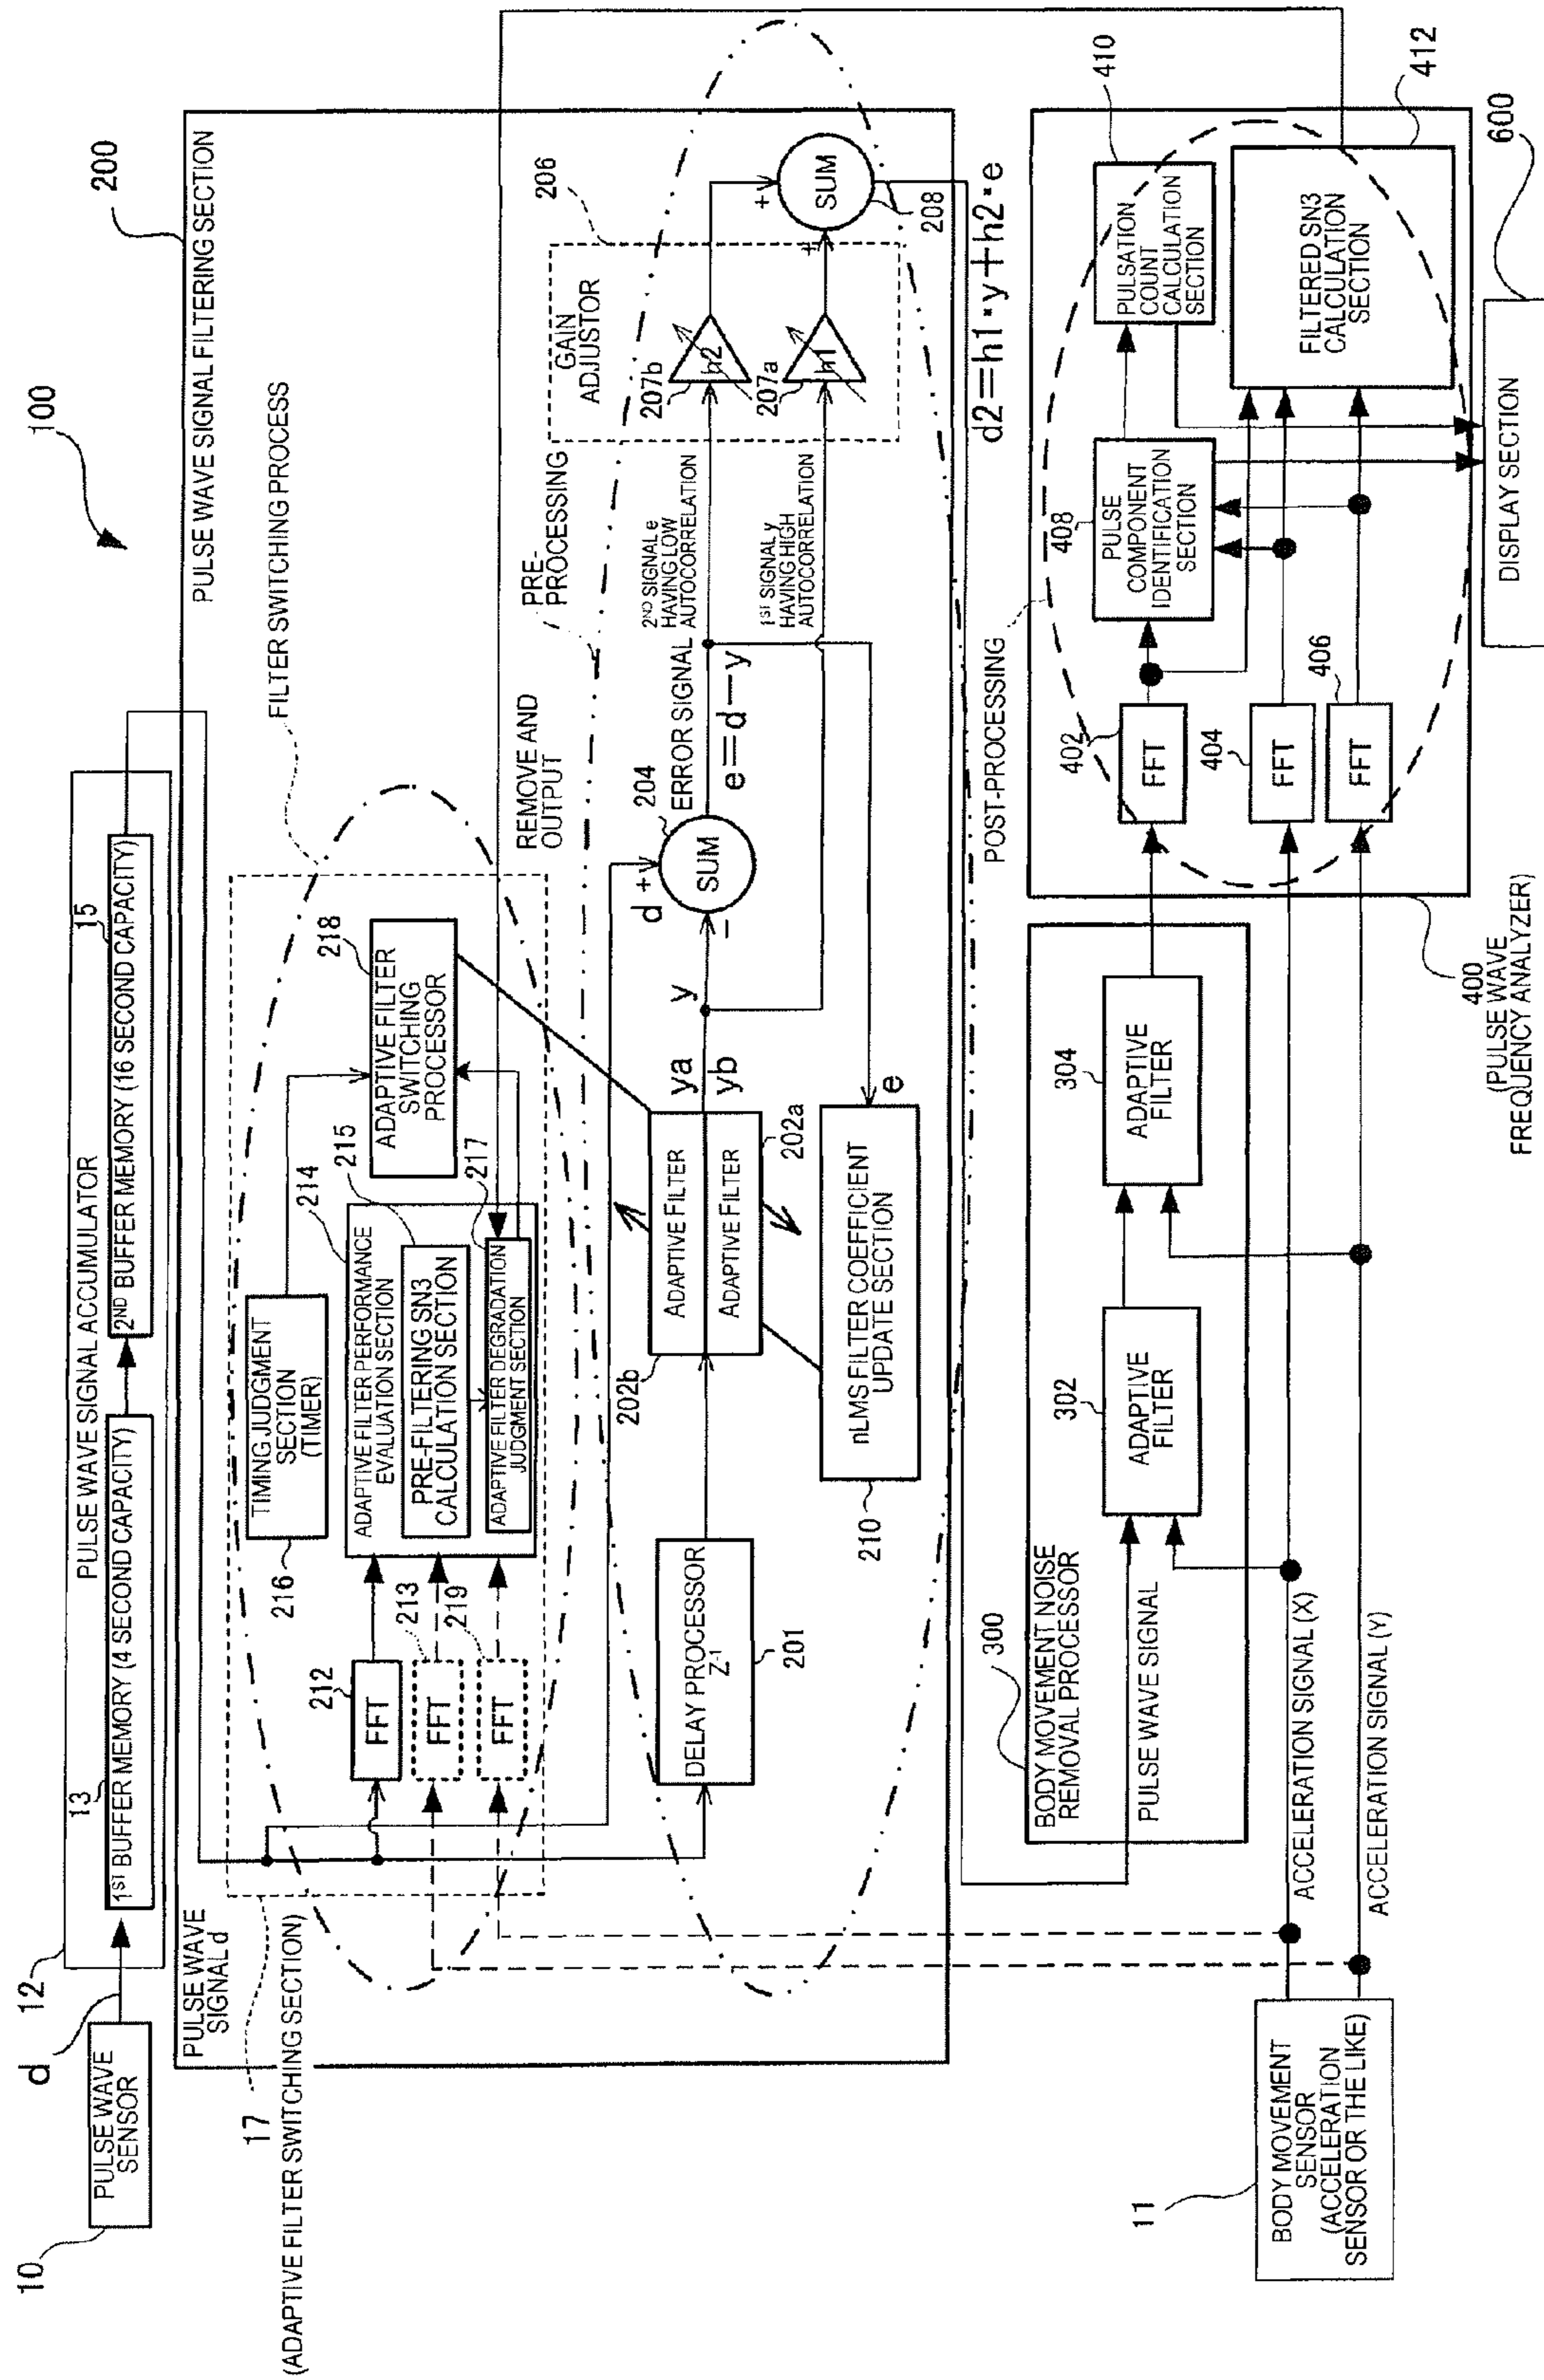 100
200
d
10
PULSE WAVE
SENSOR
12
PULSE WAVE SIGNAL ACCUMULATOR
13
1ST BUFFER MEMORY (4 SECOND CAPACITY)
15
2ND BUFFER MEMORY (16 SECOND CAPACITY)
PULSE WAVE SIGNAL FILTERING SECTION
PULSE WAVE
SIGNAL d
17
(ADAPTIVE FILTER SWITCHING SECTION)
FILTER SWITCHING PROCESS
216
TIMING JUDGMENT
SECTION
(TIMER)
214
ADAPTIVE FILTER PERFORMANCE
EVALUATION SECTION
215
PRE-FILTERING SN3
CALCULATION SECTION
217
ADAPTIVE FILTER DEGRADATION
JUDGMENT SECTION
218
ADAPTIVE FILTER
SWITCHING
PROCESSOR
212
FFT
213
FFT
219
FFT
REMOVE AND
OUTPUT
PRE-
PROCESSING
DELAY PROCESSOR
Z-1
201
202b
ADAPTIVE FILTER
ADAPTIVE FILTER
202a
ya
yb
y
d
+
−
SUM
204
ERROR SIGNAL
e=d−y
2ND SIGNAL e
HAVING LOW
AUTOCORRELATION
1ST SIGNAL y
HAVING HIGH
AUTOCORRELATION
nLMS FILTER COEFFICIENT
UPDATE SECTION
210
e
206
GAIN
ADJUSTOR
207b
h2
207a
h1
+
+
SUM
208
d2=h1·y+h2·e
300
BODY MOVEMENT NOISE
REMOVAL PROCESSOR
PULSE WAVE SIGNAL
302
ADAPTIVE
FILTER
304
ADAPTIVE
FILTER
11
BODY MOVEMENT
SENSOR
(ACCELERATION
SENSOR OR THE LIKE)
ACCELERATION SIGNAL (X)
ACCELERATION SIGNAL (Y)
400
(PULSE WAVE
FREQUENCY ANALYZER)
POST-PROCESSING
402
FFT
404
FFT
406
FFT
408
PULSE
COMPONENT
IDENTIFICATION
SECTION
410
PULSATION
COUNT
CALCULATION
SECTION
412
FILTERED SN3
CALCULATION
SECTION
600
DISPLAY SECTION